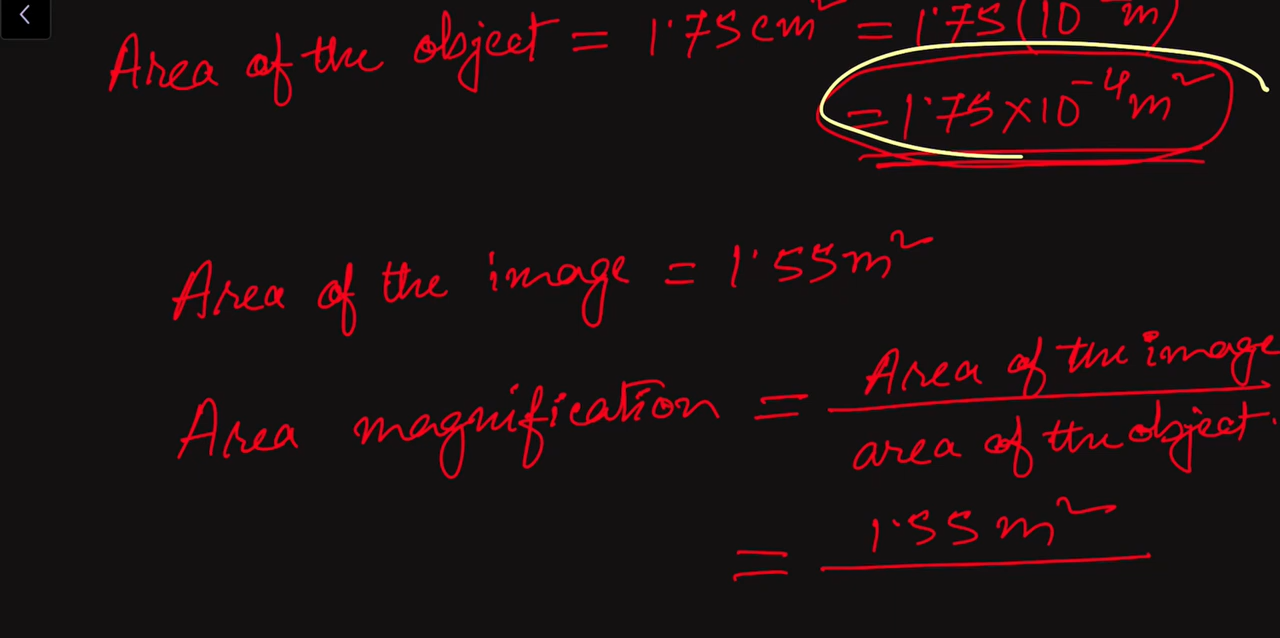 Area of the object = 1.75 cm² = 1.75 (10⁻² m)
= 1.75 × 10⁻⁴ m²
Area of the image = 1.55 m²
Area magnification = Area of the image
area of the object.
= 1.55 m²